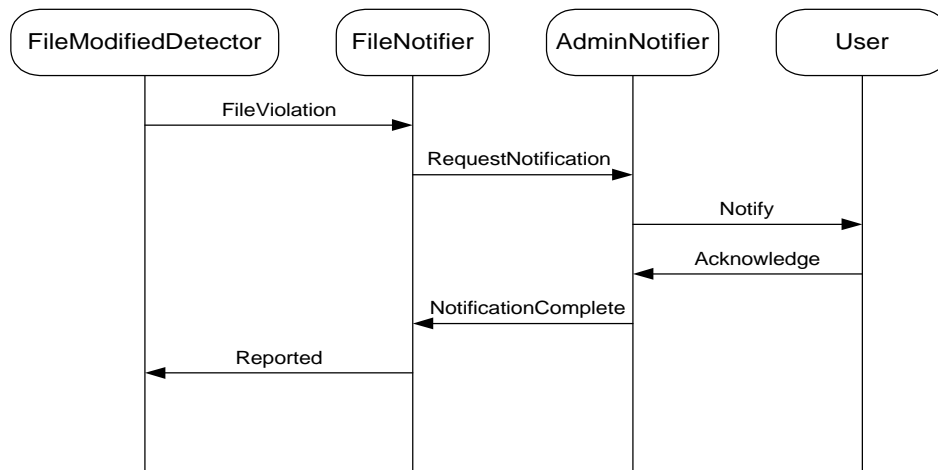 FileModifiedDetector
FileNotifier
AdminNotifier
User
FileViolation
RequestNotification
Notify
Acknowledge
NotificationComplete
Reported